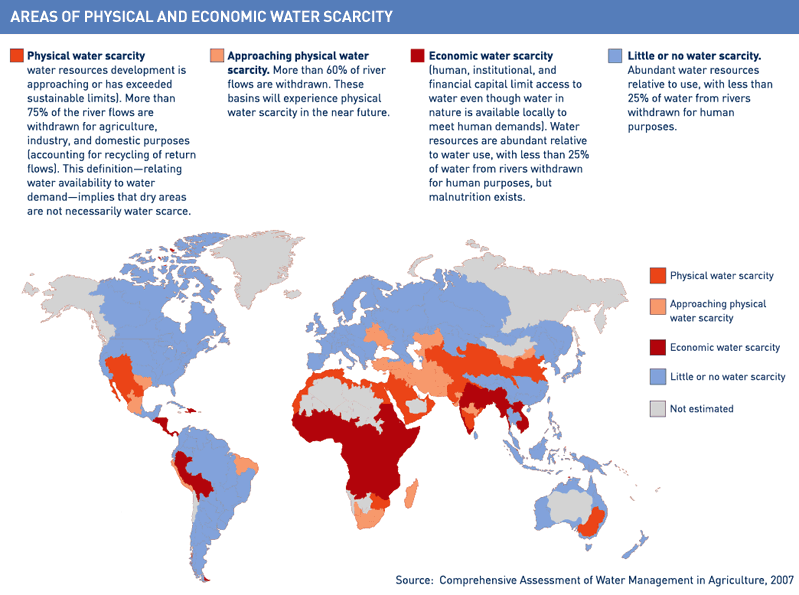 AREAS OF PHYSICAL AND ECONOMIC WATER SCARCITY
Physical water scarcity
water resources development is
approaching or has exceeded
sustainable limits). More than
75% of the river flows are
withdrawn for agriculture,
industry, and domestic purposes
(accounting for recycling of return
flows). This definition—relating
water availability to water
demand—implies that dry areas
are not necessarily water scarce.
Approaching physical water
scarcity. More than 60% of river
flows are withdrawn. These
basins will experience physical
water scarcity in the near future.
Economic water scarcity
(human, institutional, and
financial capital limit access to
water even though water in
nature is available locally to
meet human demands). Water
resources are abundant relative
to water use, with less than 25%
of water from rivers withdrawn
for human purposes, but
malnutrition exists.
Little or no water scarcity.
Abundant water resources
relative to use, with less than
25% of water from rivers
withdrawn for human
purposes.
Physical water scarcity
Approaching physical
water scarcity
Economic water scarcity
Little or no water scarcity
Not estimated
Source: Comprehensive Assessment of Water Management in Agriculture, 2007